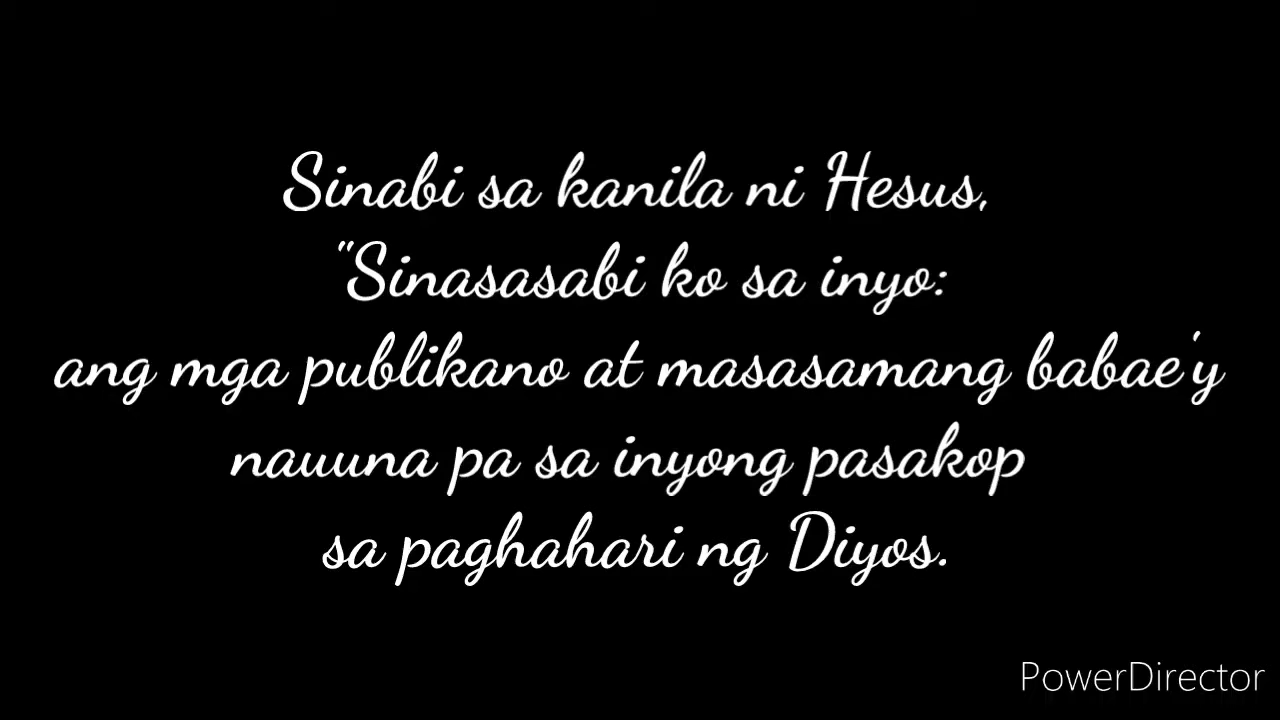 Sinabi sa kanila ni Hesus,
"Sinasasabi ko sa inyo:
ang mga publikano at masasamang babae'y
nauuna pa sa inyong pasakop
sa paghahari ng Diyos.
PowerDirector